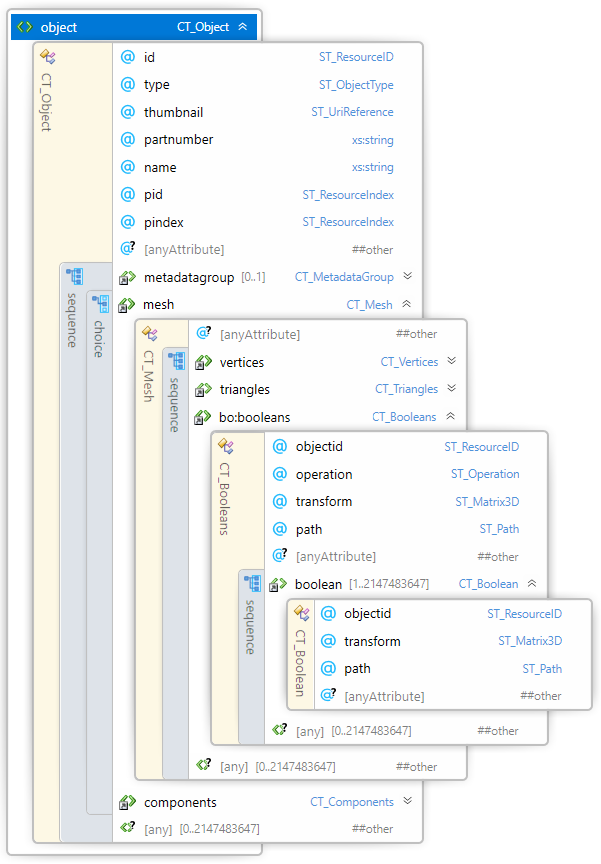 object CT_Object
CT_Object
@ id ST_ResourceID
@ type ST_ObjectType
@ thumbnail ST_UriReference
@ partnumber xs:string
@ name xs:string
@ pid ST_ResourceIndex
@ pindex ST_ResourceIndex
@? [anyAttribute] ##other
sequence
metadatagroup [0..1] CT_MetadataGroup
choice
mesh CT_Mesh
CT_Mesh
@? [anyAttribute] ##other
sequence
vertices CT_Vertices
triangles CT_Triangles
bo:booleans CT_Booleans
CT_Booleans
@ objectid ST_ResourceID
@ operation ST_Operation
@ transform ST_Matrix3D
@ path ST_Path
@? [anyAttribute] ##other
sequence
boolean [1..2147483647] CT_Boolean
CT_Boolean
@ objectid ST_ResourceID
@ transform ST_Matrix3D
@ path ST_Path
@? [anyAttribute] ##other
[any] [0..2147483647] ##other
[any] [0..2147483647] ##other
components CT_Components
[any] [0..2147483647] ##other